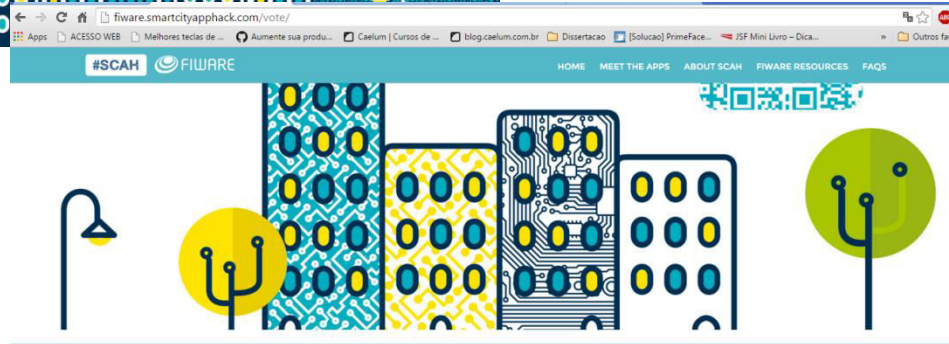 fiware.smartcityapphack.com/vote/
Apps ACESSO WEB Melhores teclas de ... Aumente sua produ... Caelum | Cursos de ... blog.caelum.com.br Dissertacao [Solucao] PrimeFace... JSF Mini Livro – Dica... » Outros fa
#SCAH FIWARE HOME MEET THE APPS ABOUT SCAH FIWARE RESOURCES FAQS